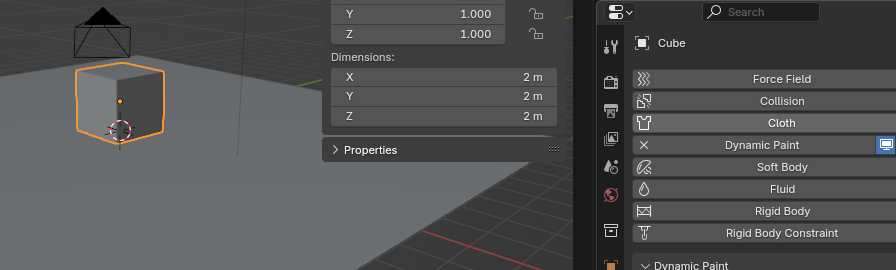 Y 1.000
Z 1.000
Dimensions:
X 2 m
Y 2 m
Z 2 m
Properties
Search
Cube
Force Field
Collision
Cloth
Dynamic Paint
Soft Body
Fluid
Rigid Body
Rigid Body Constraint
Dynamic Paint